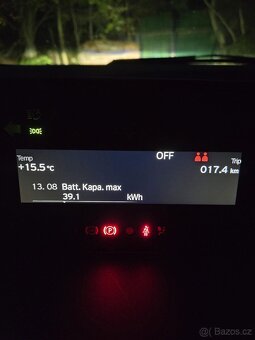 OFF
Temp
Trip
+15.5°C
017.4 km
13. 08 Batt. Kapa. max
39.1 kWh
P
© Bazos.cz